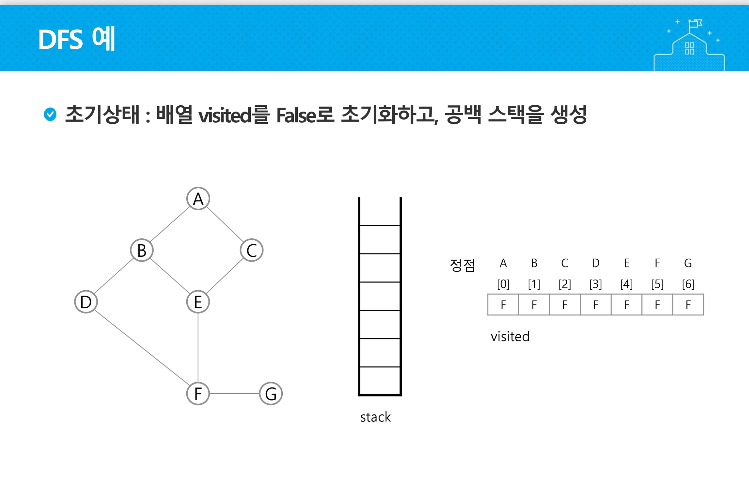 DFS 예
초기상태 : 배열 visited를 False로 초기화하고, 공백 스택을 생성
A
B
C
D
E
F
G
stack
정점 A B C D E F G
[0] [1] [2] [3] [4] [5] [6]
F F F F F F F
visited